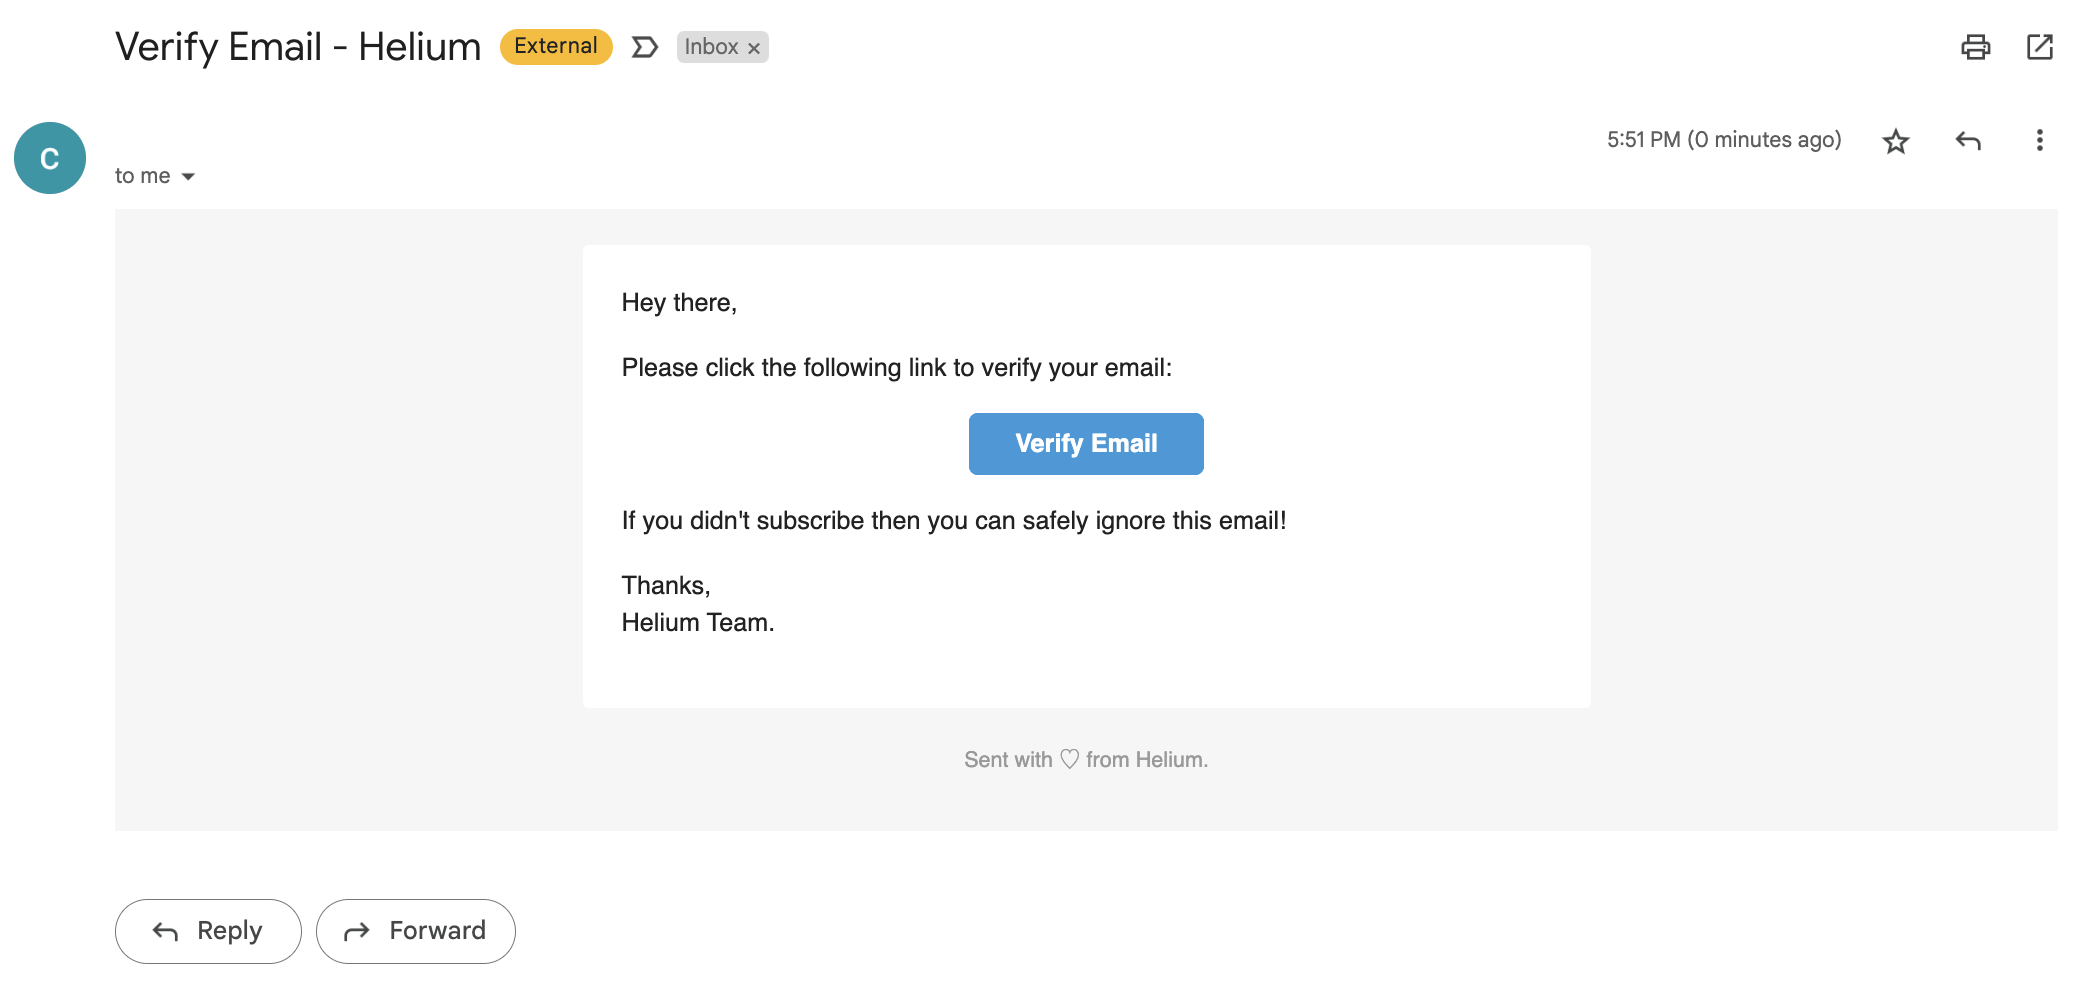 Verify Email - Helium External Inbox ×
5:51 PM (0 minutes ago)
C
to me
Hey there,
Please click the following link to verify your email:
Verify Email
If you didn't subscribe then you can safely ignore this email!
Thanks,
Helium Team.
Sent with ♡ from Helium.
Reply Forward